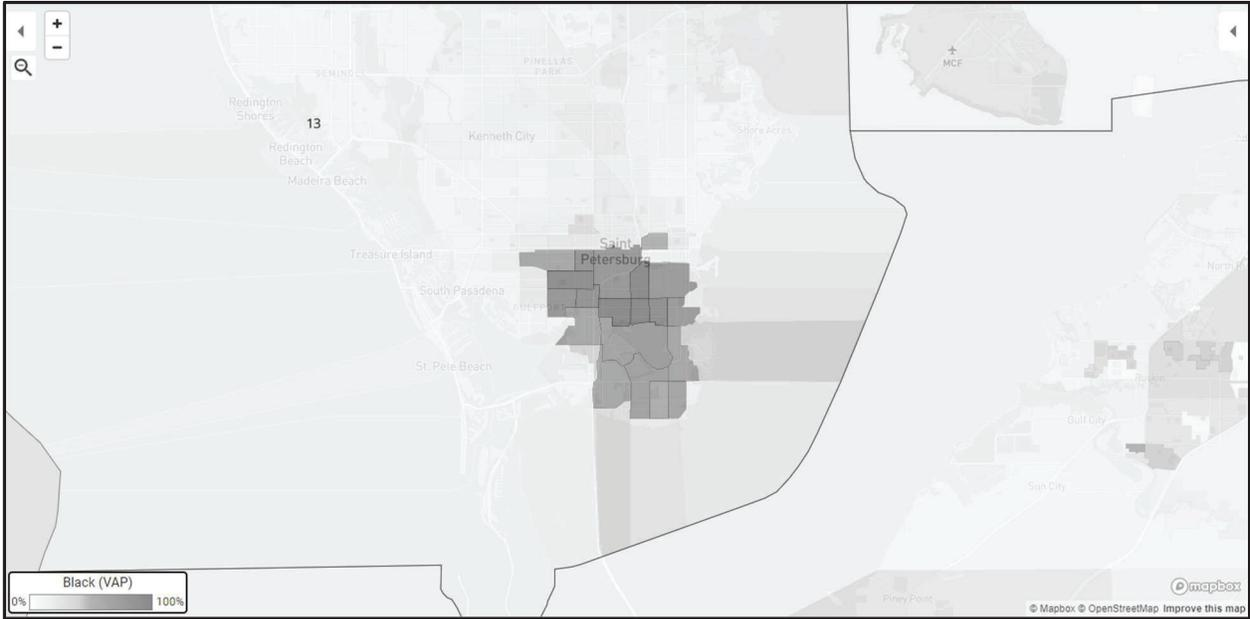 +
−
MCF
PINELLAS
PARK
SEMINOL
Redington
Shores
13
Kenneth City
Shore Acres
Redington
Beach
Madeira Beach
Saint
Petersburg
Treasure Island
South Pasadena
GULFPORT
North R
St. Pete Beach
Ruskin
Gulf City
Sun City
Piney Point
Black (VAP)
0% 100%
mapbox
© Mapbox © OpenStreetMap Improve this map